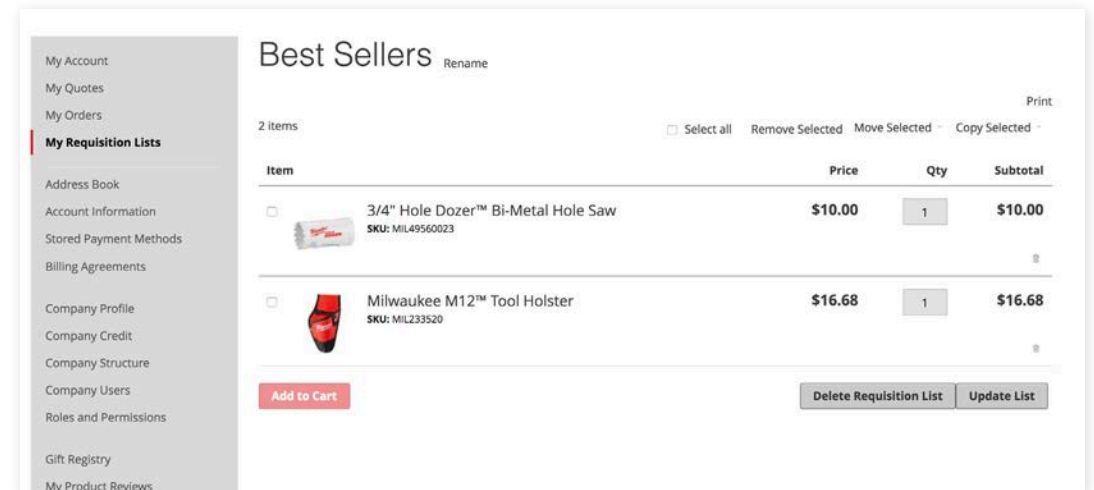 My Account
My Quotes
My Orders
My Requisition Lists
Address Book
Account Information
Stored Payment Methods
Billing Agreements
Company Profile
Company Credit
Company Structure
Company Users
Roles and Permissions
Gift Registry
My Product Reviews
Best Sellers Rename
Print
2 items Select all Remove Selected Move Selected Copy Selected
Item Price Qty Subtotal
3/4" Hole Dozer™ Bi-Metal Hole Saw $10.00 1 $10.00
SKU: MIL49560023
Milwaukee M12™ Tool Holster $16.68 1 $16.68
SKU: MIL233520
Add to Cart Delete Requisition List Update List